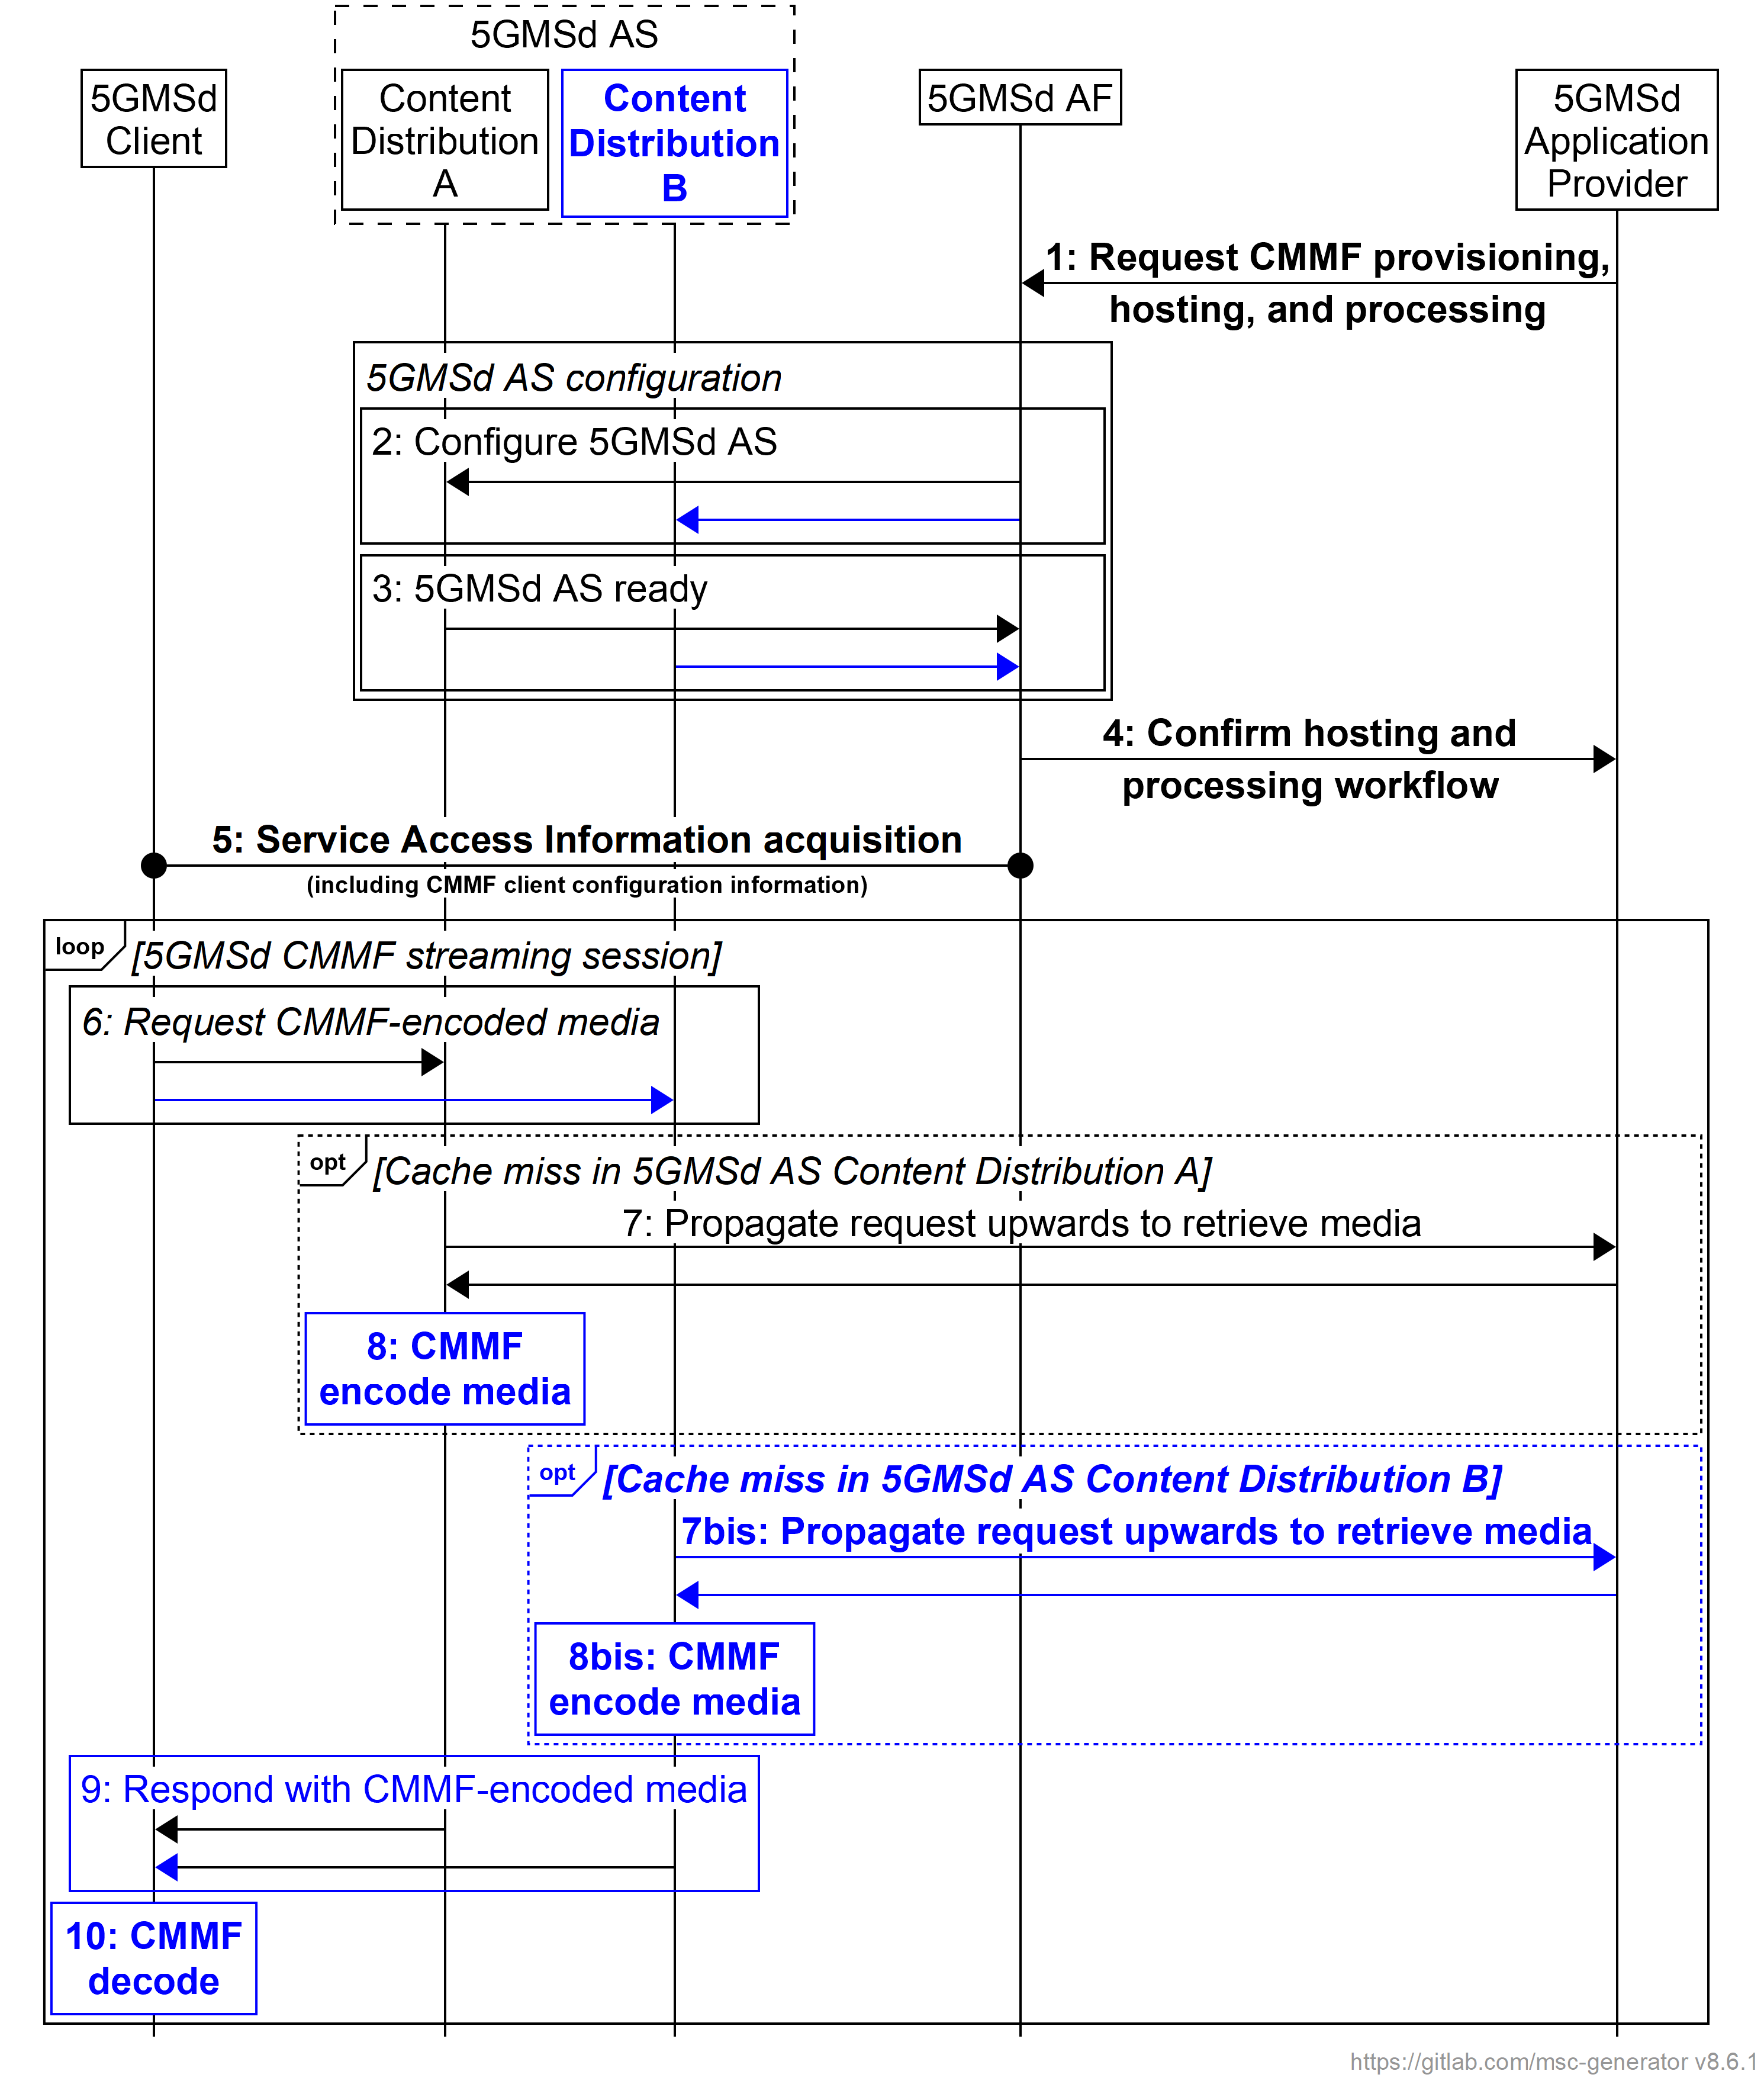 5GMSd AS
5GMSd
Client
Content
Distribution
A
Content
Distribution
B
5GMSd AF
5GMSd
Application
Provider
1: Request CMMF provisioning,
hosting, and processing
5GMSd AS configuration
2: Configure 5GMSd AS
3: 5GMSd AS ready
4: Confirm hosting and
processing workflow
5: Service Access Information acquisition
(including CMMF client configuration information)
loop [5GMSd CMMF streaming session]
6: Request CMMF-encoded media
opt [Cache miss in 5GMSd AS Content Distribution A]
7: Propagate request upwards to retrieve media
8: CMMF
encode media
opt [Cache miss in 5GMSd AS Content Distribution B]
7bis: Propagate request upwards to retrieve media
8bis: CMMF
encode media
9: Respond with CMMF-encoded media
10: CMMF
decode
https://gitlab.com/msc-generator v8.6.1